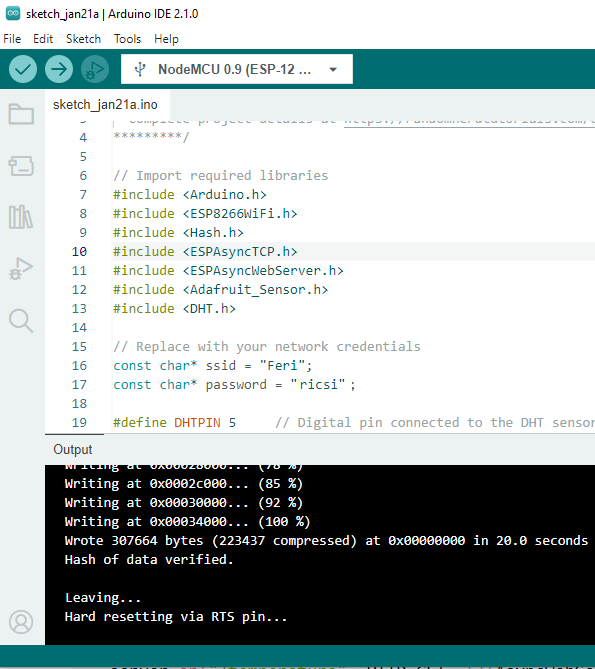 sketch_jan21a | Arduino IDE 2.1.0
File Edit Sketch Tools Help
NodeMCU 0.9 (ESP-12 ...
sketch_jan21a.ino
4 *********/
5
6 // Import required libraries
7 #include <Arduino.h>
8 #include <ESP8266WiFi.h>
9 #include <Hash.h>
10 #include <ESPAsyncTCP.h>
11 #include <ESPAsyncWebServer.h>
12 #include <Adafruit_Sensor.h>
13 #include <DHT.h>
14
15 // Replace with your network credentials
16 const char* ssid = "Feri";
17 const char* password = "ricsi" ;
18
19 #define DHTPIN 5 // Digital pin connected to the DHT sensor
Output
Writing at 0x00028000... (78 %)
Writing at 0x0002c000... (85 %)
Writing at 0x00030000... (92 %)
Writing at 0x00034000... (100 %)
Wrote 307664 bytes (223437 compressed) at 0x00000000 in 20.0 seconds
Hash of data verified.
Leaving...
Hard resetting via RTS pin...